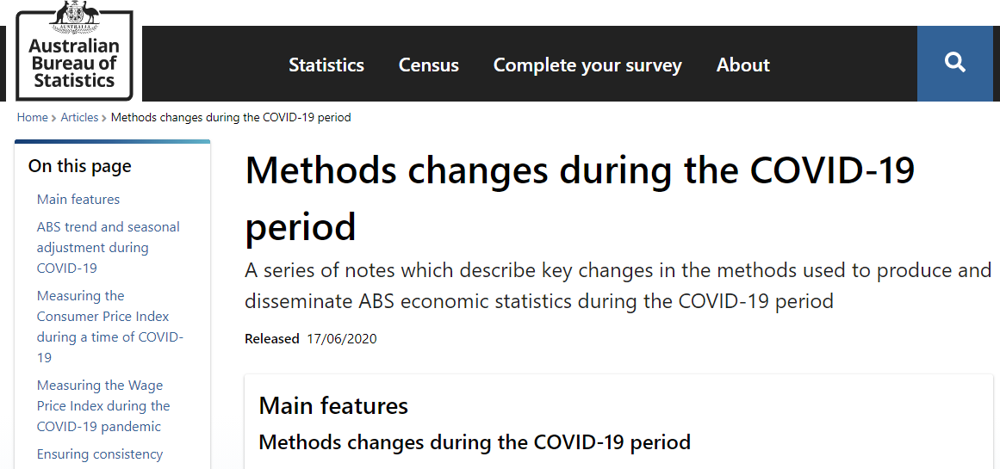 AUSTRALIA
Australian
Bureau of
Statistics
Statistics
Census
Complete your survey
About
Home > Articles > Methods changes during the COVID-19 period
On this page
Main features
ABS trend and seasonal
adjustment during
COVID-19
Measuring the
Consumer Price Index
during a time of COVID-
19
Measuring the Wage
Price Index during the
COVID-19 pandemic
Ensuring consistency
Methods changes during the COVID-19
period
A series of notes which describe key changes in the methods used to produce and
disseminate ABS economic statistics during the COVID-19 period
Released 17/06/2020
Main features
Methods changes during the COVID-19 period